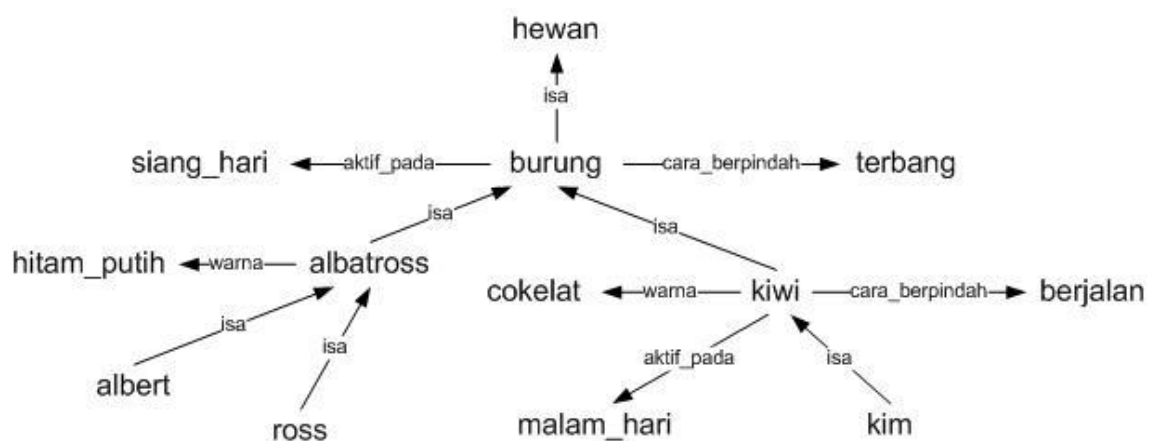 hewan
isa
siang_hari aktif_pada burung cara_berpindah terbang
isa isa
hitam_putih warna albatross cokelat warna kiwi cara_berpindah berjalan
isa isa aktif_pada isa
albert
ross malam_hari kim